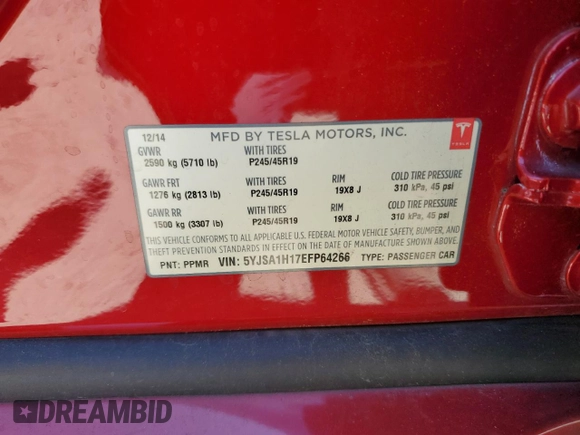 12/14 MFD BY TESLA MOTORS, INC. TESLA
GVWR WITH TIRES
2590 kg (5710 lb) P245/45R19
GAWR FRT WITH TIRES RIM COLD TIRE PRESSURE
1276 kg (2813 lb) P245/45R19 19X8 J 310 kPa, 45 psi
GAWR RR WITH TIRES RIM COLD TIRE PRESSURE
1500 kg (3307 lb) P245/45R19 19X8 J 310 kPa, 45 psi
THIS VEHICLE CONFORMS TO ALL APPLICABLE U.S. FEDERAL MOTOR VEHICLE SAFETY, BUMPER, AND
THEFT PREVENTION STANDARDS IN EFFECT ON THE DATE OF MANUFACTURE SHOWN ABOVE.
PNT: PPMR VIN: 5YJSA1H17EFP64266 TYPE: PASSENGER CAR
DREAMBID